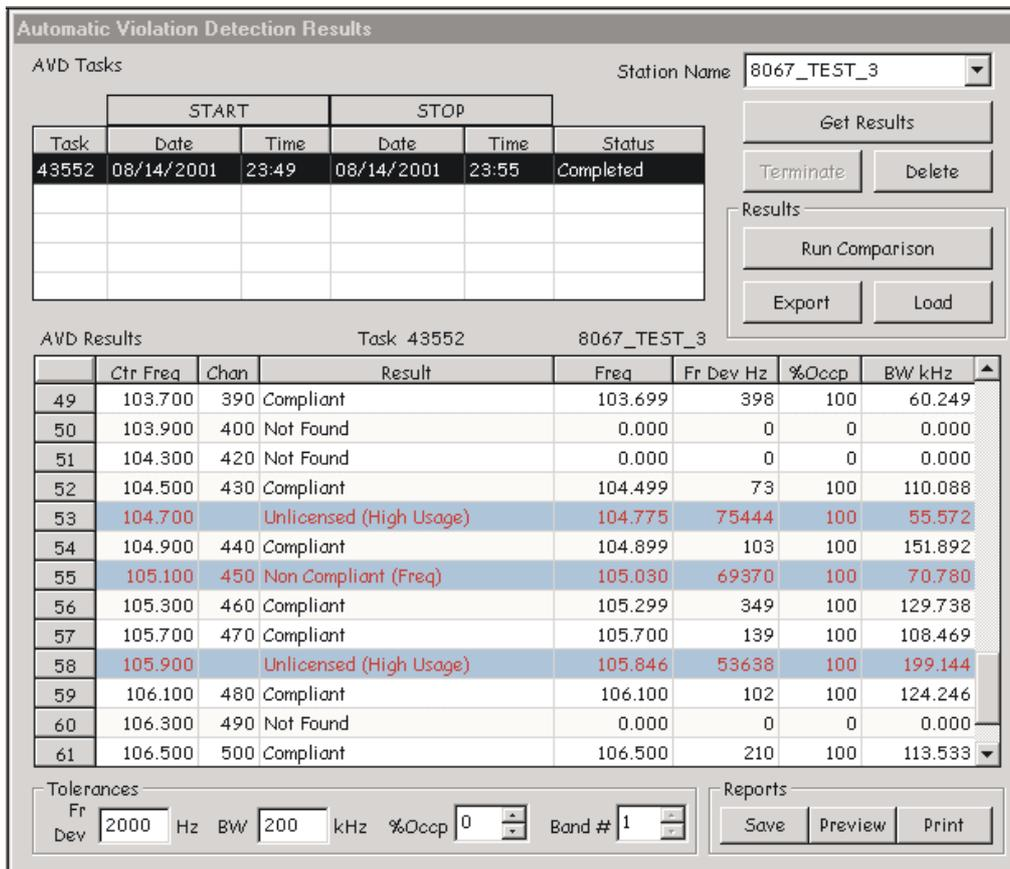 Automatic Violation Detection Results
AVD Tasks
Station Name 8067_TEST_3
START STOP
Task Date Time Date Time Status
43552 08/14/2001 23:49 08/14/2001 23:55 Completed
Get Results
Terminate Delete
Results
Run Comparison
Export Load
AVD Results Task 43552 8067_TEST_3
Ctr Freq Chan Result Freq Fr Dev Hz %Occp BW kHz
49 103.700 390 Compliant 103.699 398 100 60.249
50 103.900 400 Not Found 0.000 0 0 0.000
51 104.300 420 Not Found 0.000 0 0 0.000
52 104.500 430 Compliant 104.499 73 100 110.088
53 104.700 Unlicensed (High Usage) 104.775 75444 100 55.572
54 104.900 440 Compliant 104.899 103 100 151.892
55 105.100 450 Non Compliant (Freq) 105.030 69370 100 70.780
56 105.300 460 Compliant 105.299 349 100 129.738
57 105.700 470 Compliant 105.700 139 100 108.469
58 105.900 Unlicensed (High Usage) 105.846 53638 100 199.144
59 106.100 480 Compliant 106.100 102 100 124.246
60 106.300 490 Not Found 0.000 0 0 0.000
61 106.500 500 Compliant 106.500 210 100 113.533
Tolerances
Fr Dev 2000 Hz BW 200 kHz %Occp 0 Band # 1
Reports
Save Preview Print